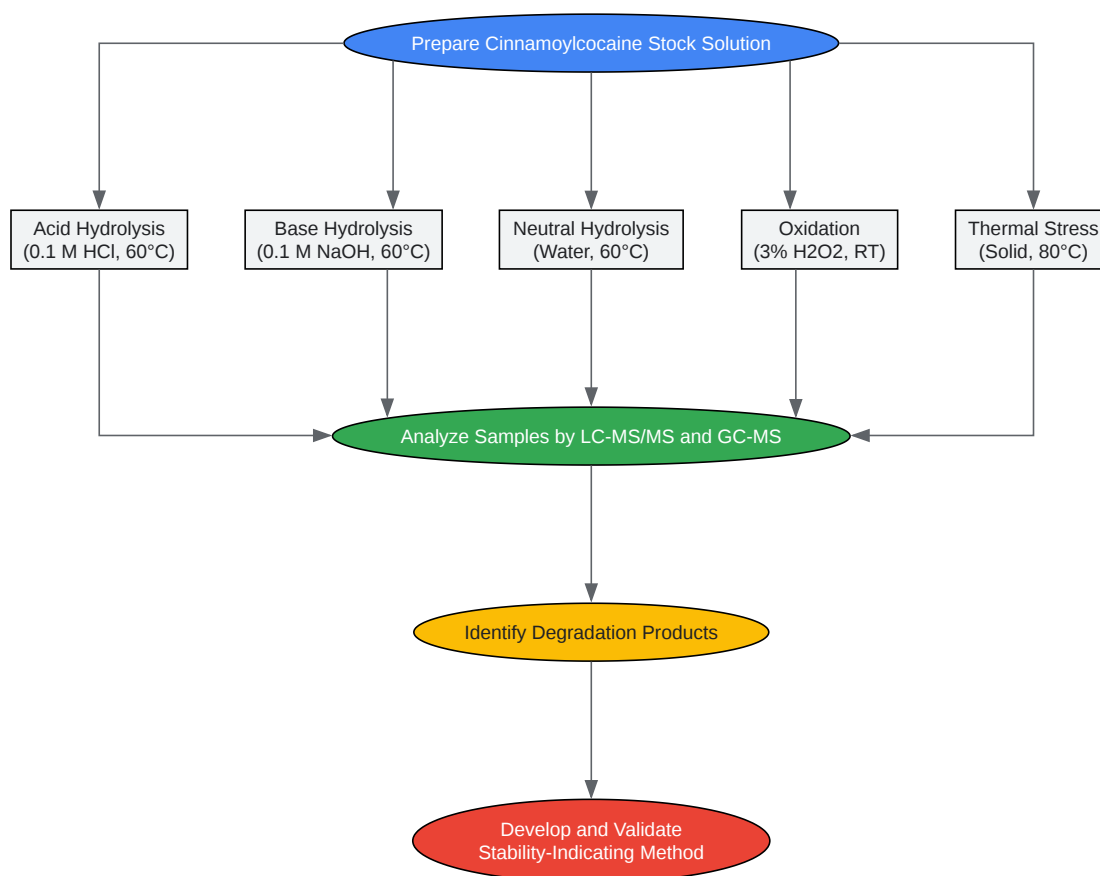 Prepare Cinnamoylcocaine Stock Solution
Acid Hydrolysis
(0.1 M HCl, 60°C)
Base Hydrolysis
(0.1 M NaOH, 60°C)
Neutral Hydrolysis
(Water, 60°C)
Oxidation
(3% H2O2, RT)
Thermal Stress
(Solid, 80°C)
Analyze Samples by LC-MS/MS and GC-MS
Identify Degradation Products
Develop and Validate
Stability-Indicating Method